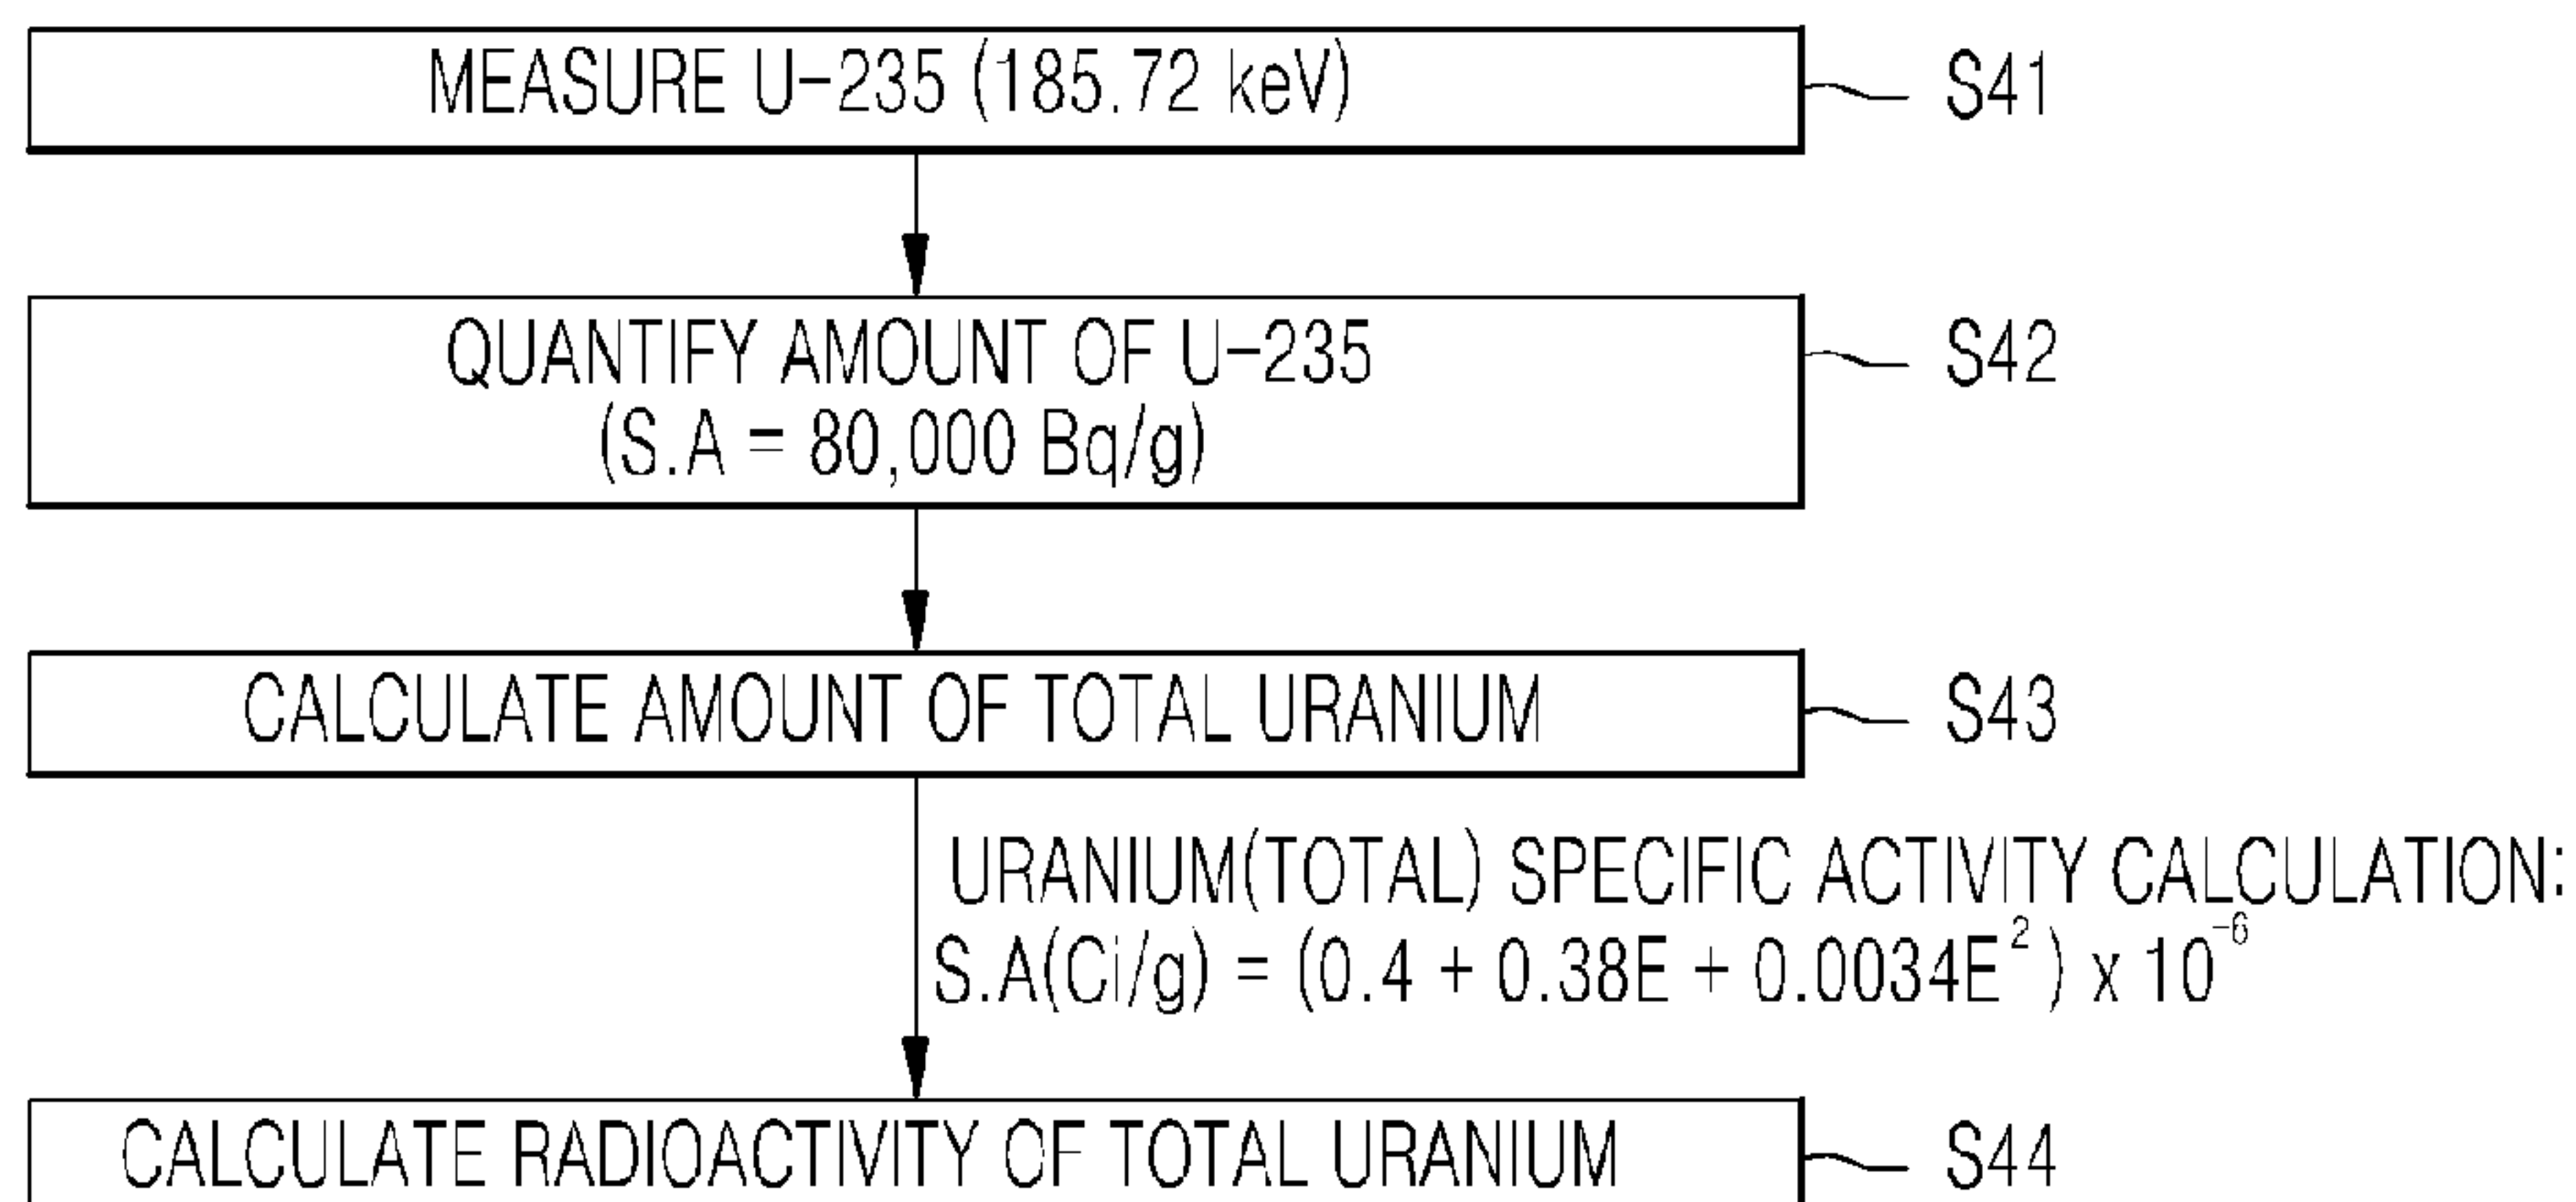 MEASURE U-235 (185.72 keV)
S41
QUANTIFY AMOUNT OF U-235
(S.A = 80,000 Bq/g)
S42
CALCULATE AMOUNT OF TOTAL URANIUM
S43
URANIUM(TOTAL) SPECIFIC ACTIVITY CALCULATION:
S.A(Ci/g) = (0.4 + 0.38E + 0.0034E²) x 10⁻⁶
CALCULATE RADIOACTIVITY OF TOTAL URANIUM
S44